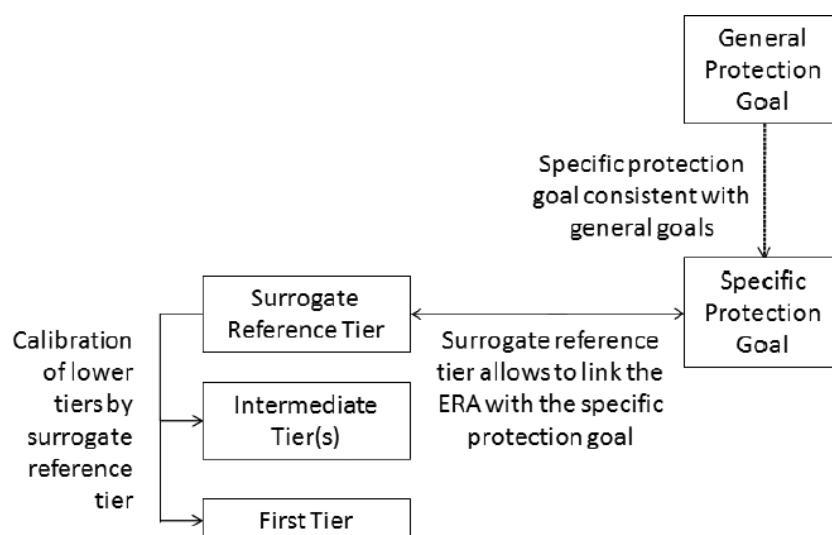 General
Protection
Goal
Specific protection
goal consistent with
general goals
Specific
Protection
Goal
Surrogate
Reference Tier
Surrogate reference
tier allows to link the
ERA with the specific
protection goal
Calibration
of lower
tiers by
surrogate
reference
tier
Intermediate
Tier(s)
First Tier